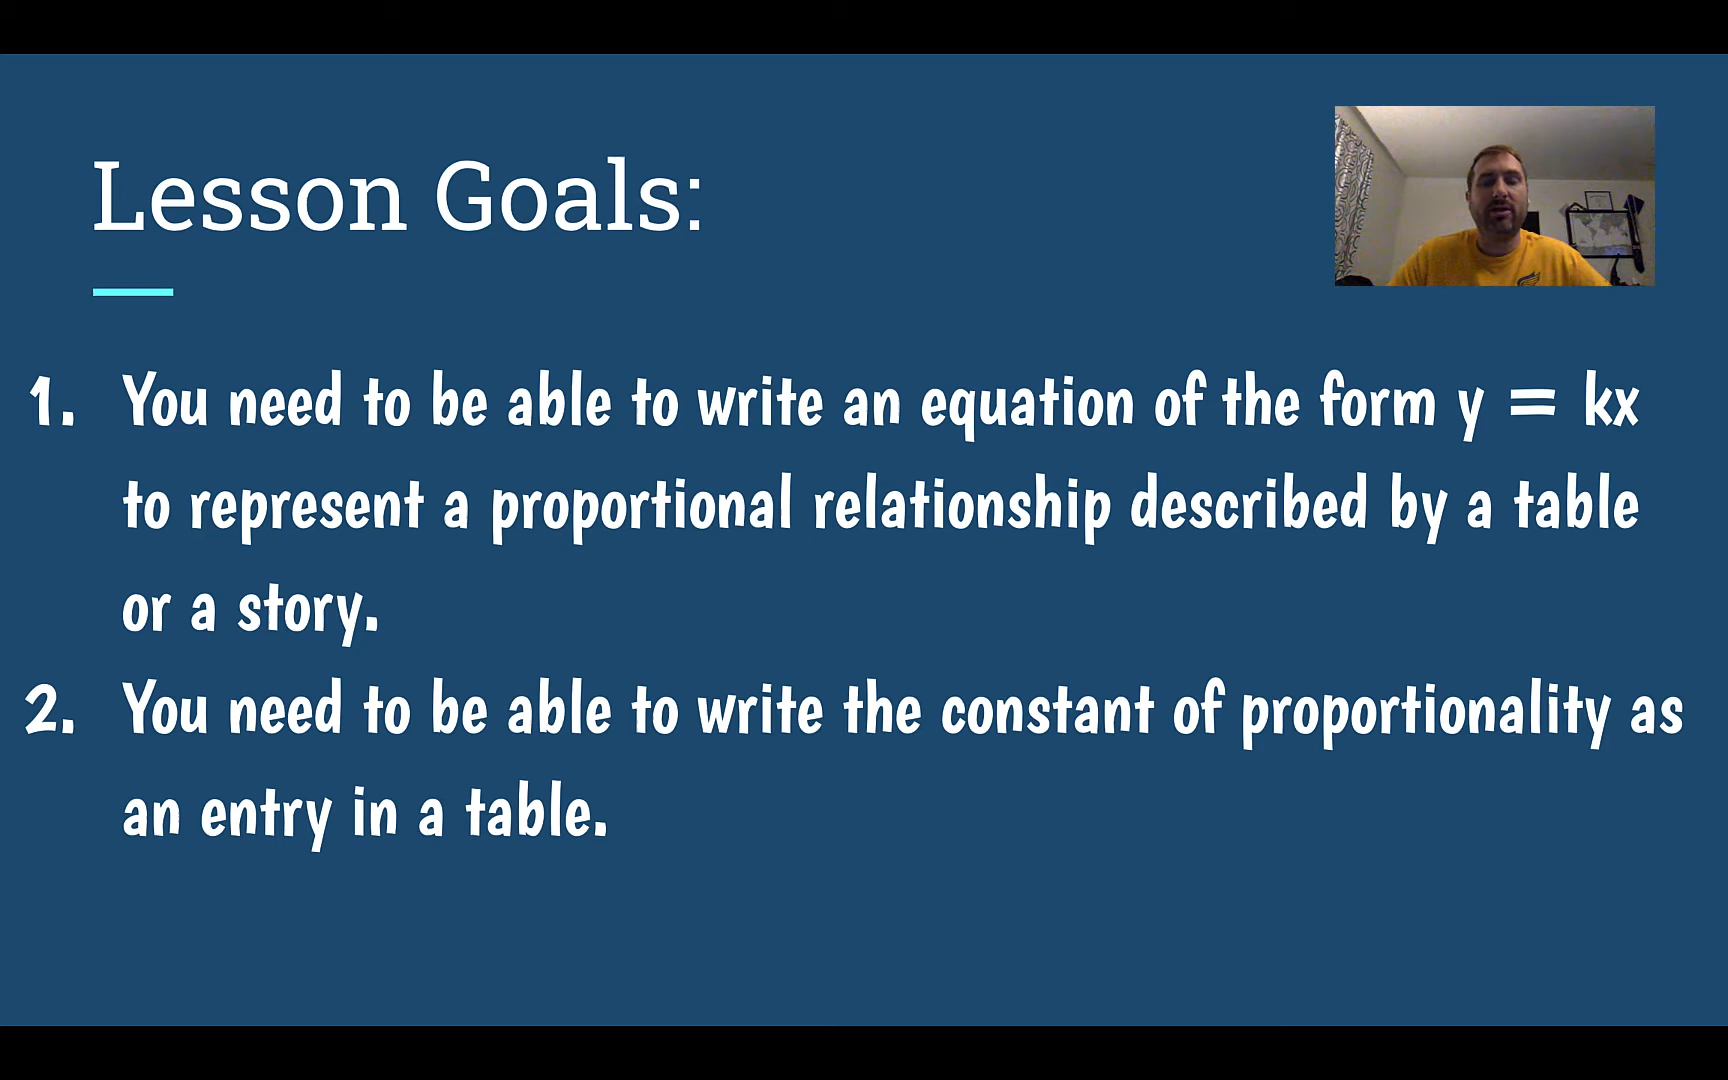 Lesson Goals:
1. You need to be able to write an equation of the form y = kx
to represent a proportional relationship described by a table
or a story.
2. You need to be able to write the constant of proportionality as
an entry in a table.